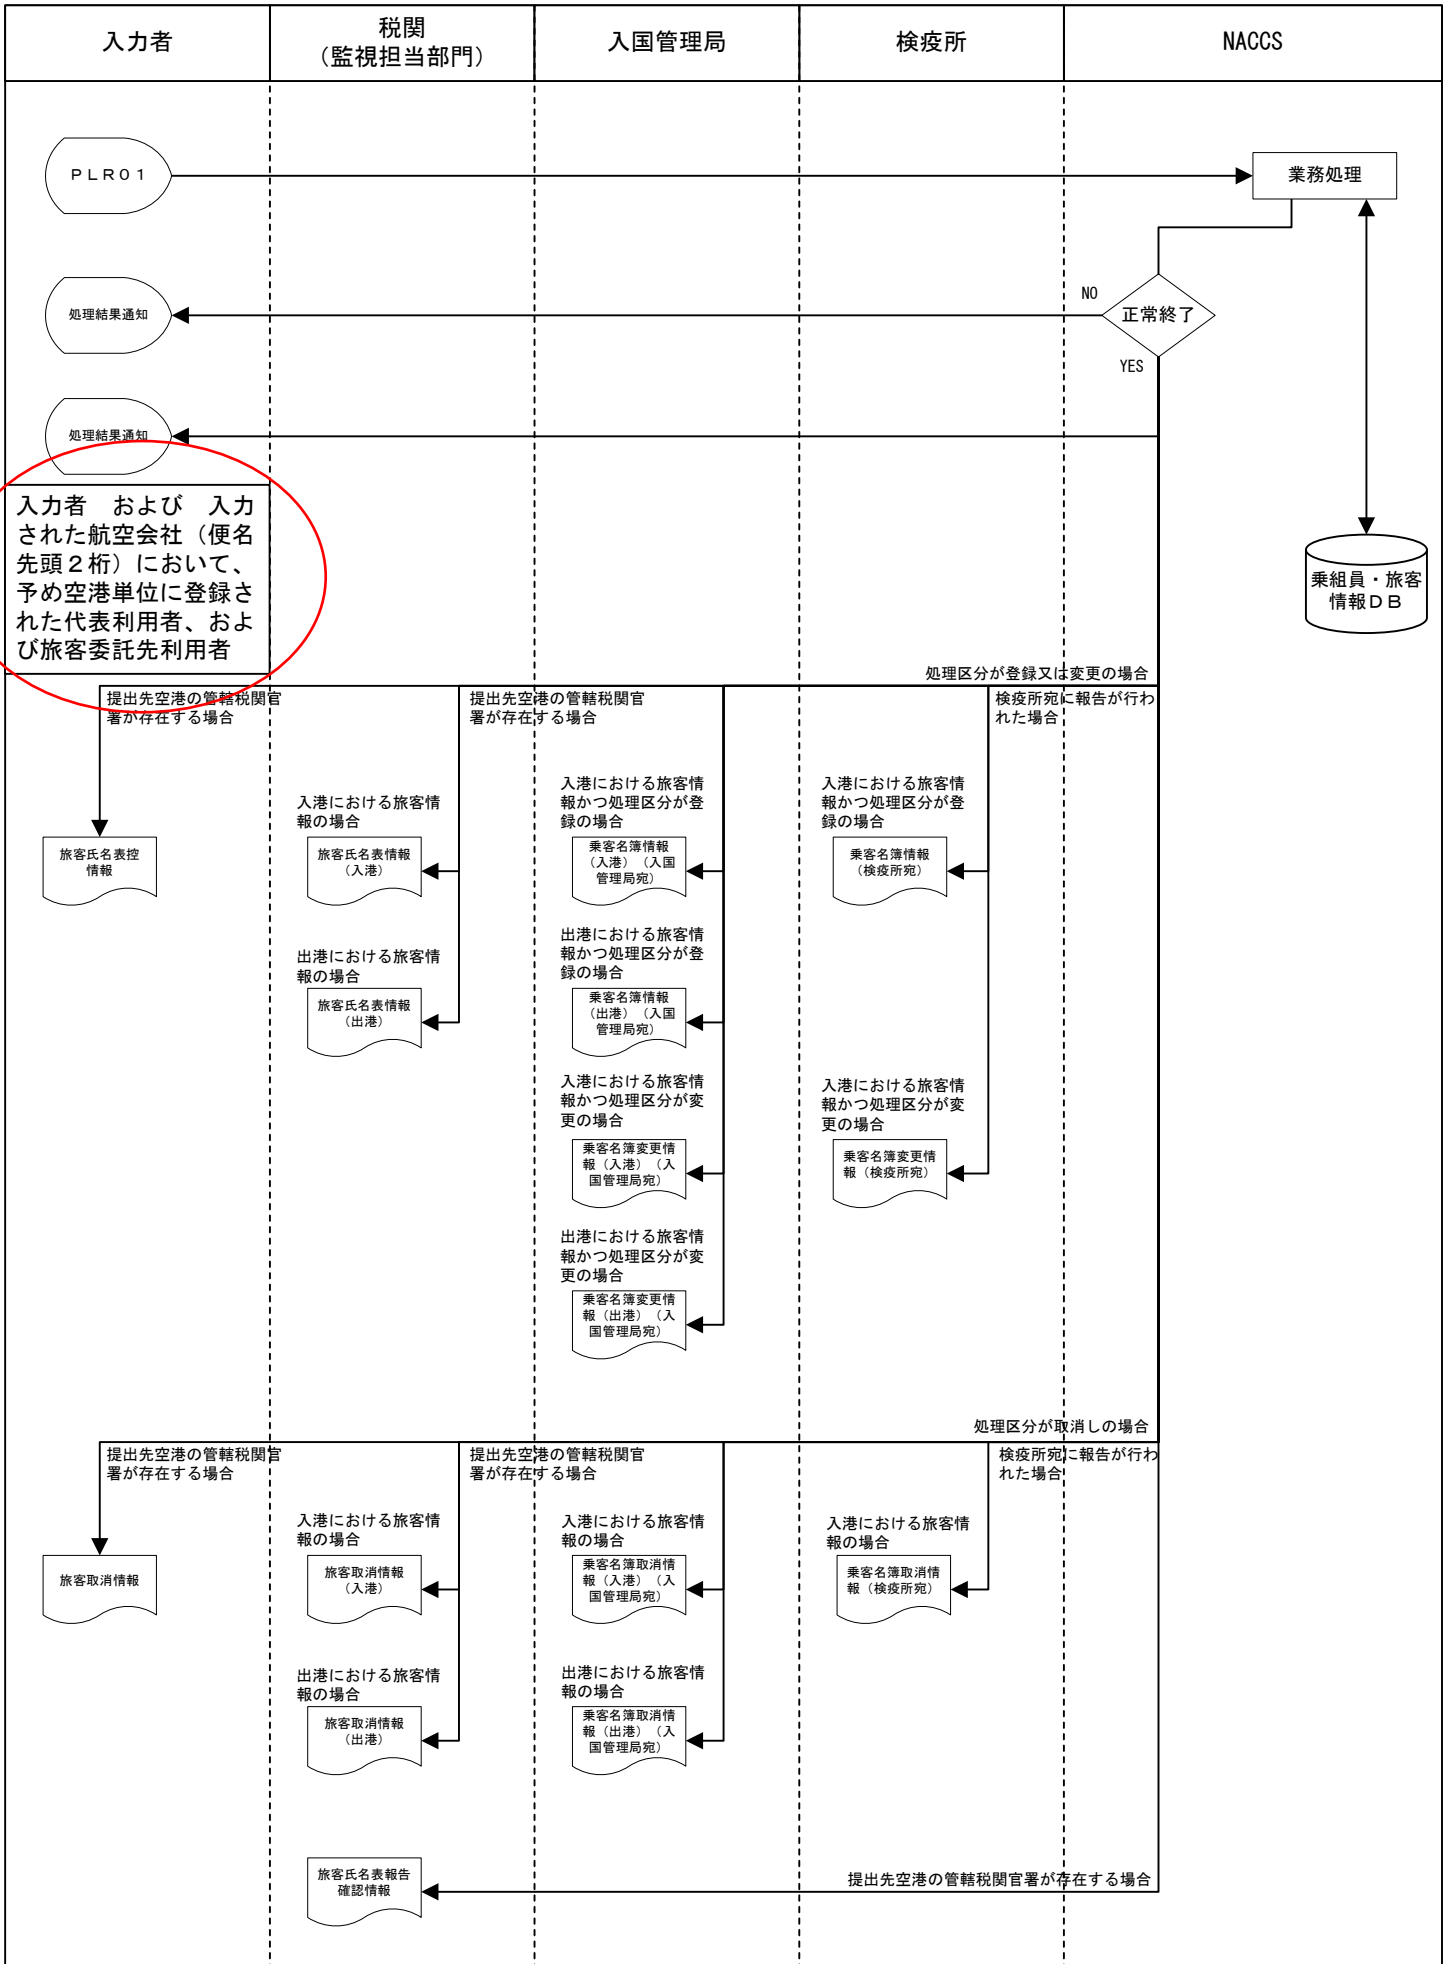 入力者
税関
（監視担当部門）
入国管理局
検疫所
NACCS
ＰＬＲ０１
業務処理
処理結果通知
NO
正常終了
YES
処理結果通知
入力者　および　入力
された航空会社（便名
先頭２桁）において、
予め空港単位に登録さ
れた代表利用者、およ
び旅客委託先利用者
乗組員・旅客
情報ＤＢ
処理区分が登録又は変更の場合
提出先空港の管轄税関官
署が存在する場合
提出先空港の管轄税関官
署が存在する場合
検疫所宛に報告が行わ
れた場合
旅客氏名表控
情報
入港における旅客情
報の場合
旅客氏名表情報
（入港）
出港における旅客情
報の場合
旅客氏名表情報
（出港）
入港における旅客情
報かつ処理区分が登
録の場合
乗客名簿情報
（入港）（入国
管理局宛）
出港における旅客情
報かつ処理区分が登
録の場合
乗客名簿情報
（出港）（入国
管理局宛）
入港における旅客情
報かつ処理区分が変
更の場合
乗客名簿変更情
報（入港）（入
国管理局宛）
出港における旅客情
報かつ処理区分が変
更の場合
乗客名簿変更情
報（出港）（入
国管理局宛）
入港における旅客情
報かつ処理区分が登
録の場合
乗客名簿情報
（検疫所宛）
入港における旅客情
報かつ処理区分が変
更の場合
乗客名簿変更情
報（検疫所宛）
処理区分が取消しの場合
提出先空港の管轄税関官
署が存在する場合
提出先空港の管轄税関官
署が存在する場合
検疫所宛に報告が行わ
れた場合
旅客取消情報
入港における旅客情
報の場合
旅客取消情報
（入港）
出港における旅客情
報の場合
旅客取消情報
（出港）
入港における旅客情
報の場合
乗客名簿取消情
報（入港）（入
国管理局宛）
出港における旅客情
報の場合
乗客名簿取消情
報（出港）（入
国管理局宛）
入港における旅客情
報の場合
乗客名簿取消情
報（検疫所宛）
旅客氏名表報告
確認情報
提出先空港の管轄税関官署が存在する場合